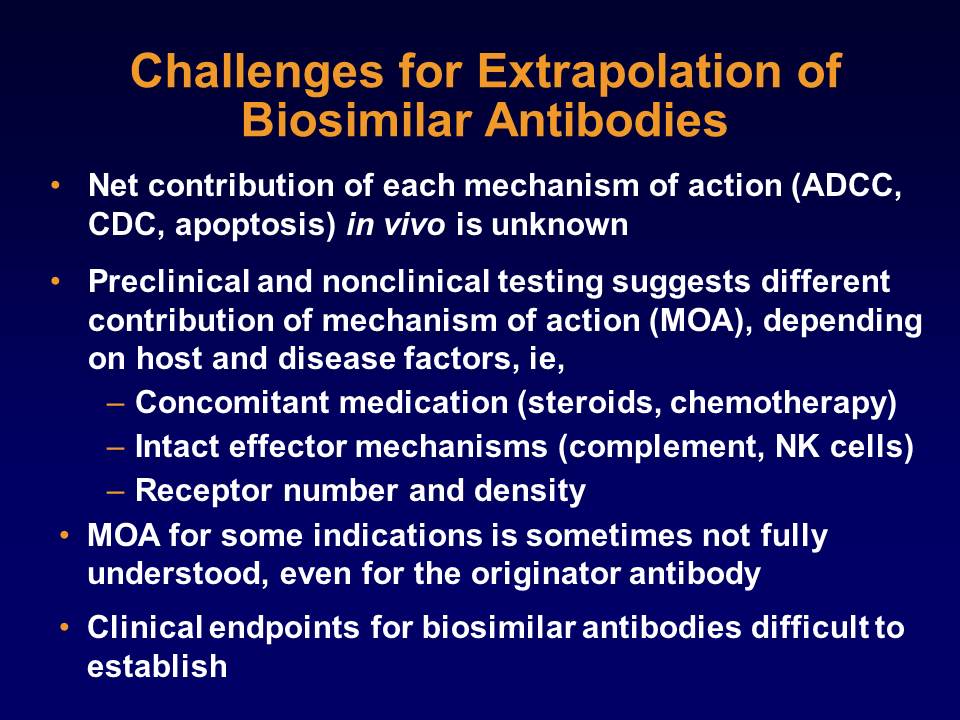 Challenges for Extrapolation of
Biosimilar Antibodies
• Net contribution of each mechanism of action (ADCC,
CDC, apoptosis) in vivo is unknown
• Preclinical and nonclinical testing suggests different
contribution of mechanism of action (MOA), depending
on host and disease factors, ie,
– Concomitant medication (steroids, chemotherapy)
– Intact effector mechanisms (complement, NK cells)
– Receptor number and density
• MOA for some indications is sometimes not fully
understood, even for the originator antibody
• Clinical endpoints for biosimilar antibodies difficult to
establish